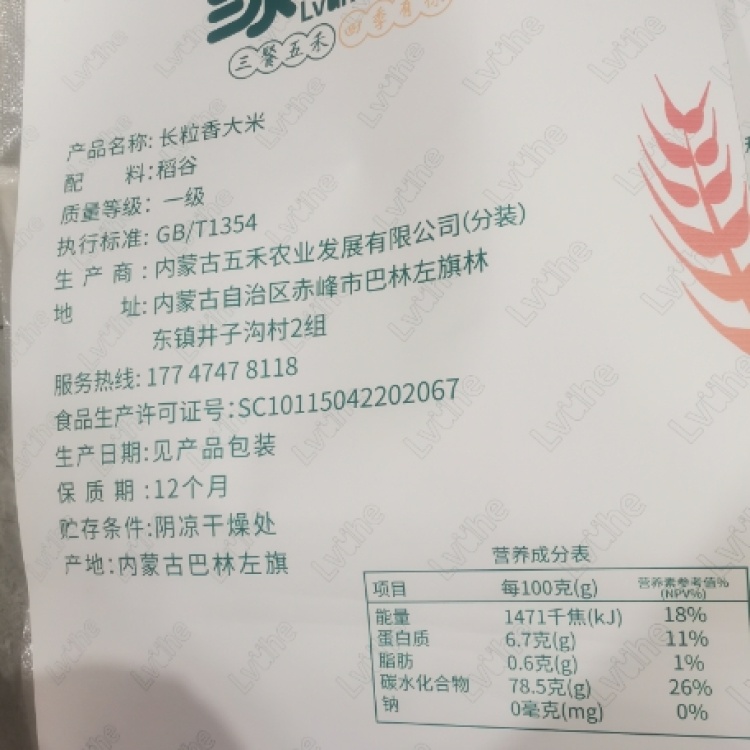 三餐五禾 四季有
产品名称: 长粒香大米
配 料: 稻谷
质量等级: 一级
执行标准: GB/T1354
生产商: 内蒙古五禾农业发展有限公司(分装)
地 址: 内蒙古自治区赤峰市巴林左旗林
东镇井子沟村2组
服务热线: 177 4747 8118
食品生产许可证号: SC10115042202067
生产日期: 见产品包装
保质期: 12个月
贮存条件: 阴凉干燥处
产地: 内蒙古巴林左旗
营养成分表
项目 每100克(g) 营养素参考值%
(NPV%)
能量 1471千焦(kJ) 18%
蛋白质 6.7克(g) 11%
脂肪 0.6克(g) 1%
碳水化合物 78.5克(g) 26%
钠 0毫克(mg) 0%